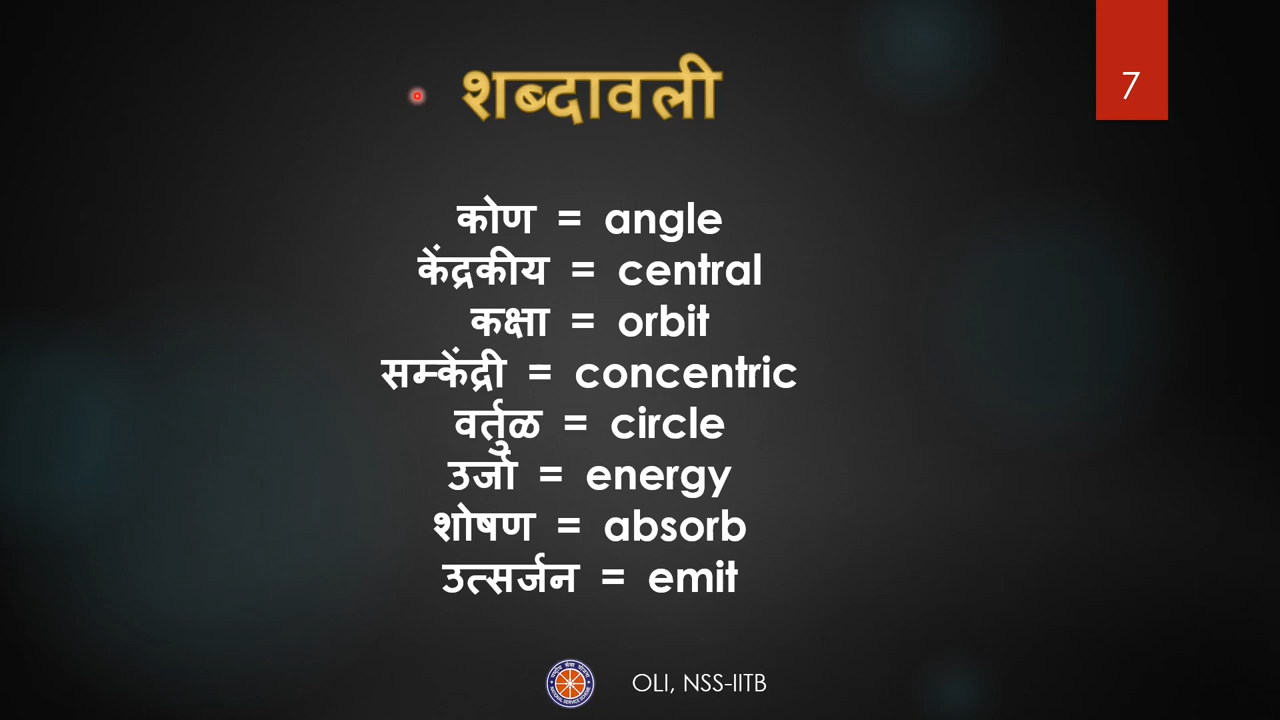 शब्दावली
7
कोण = angle
केंद्रकीय = central
कक्षा = orbit
सम्केंद्री = concentric
वर्तुळ = circle
उर्जा = energy
शोषण = absorb
उत्सर्जन = emit
OLI, NSS-IITB